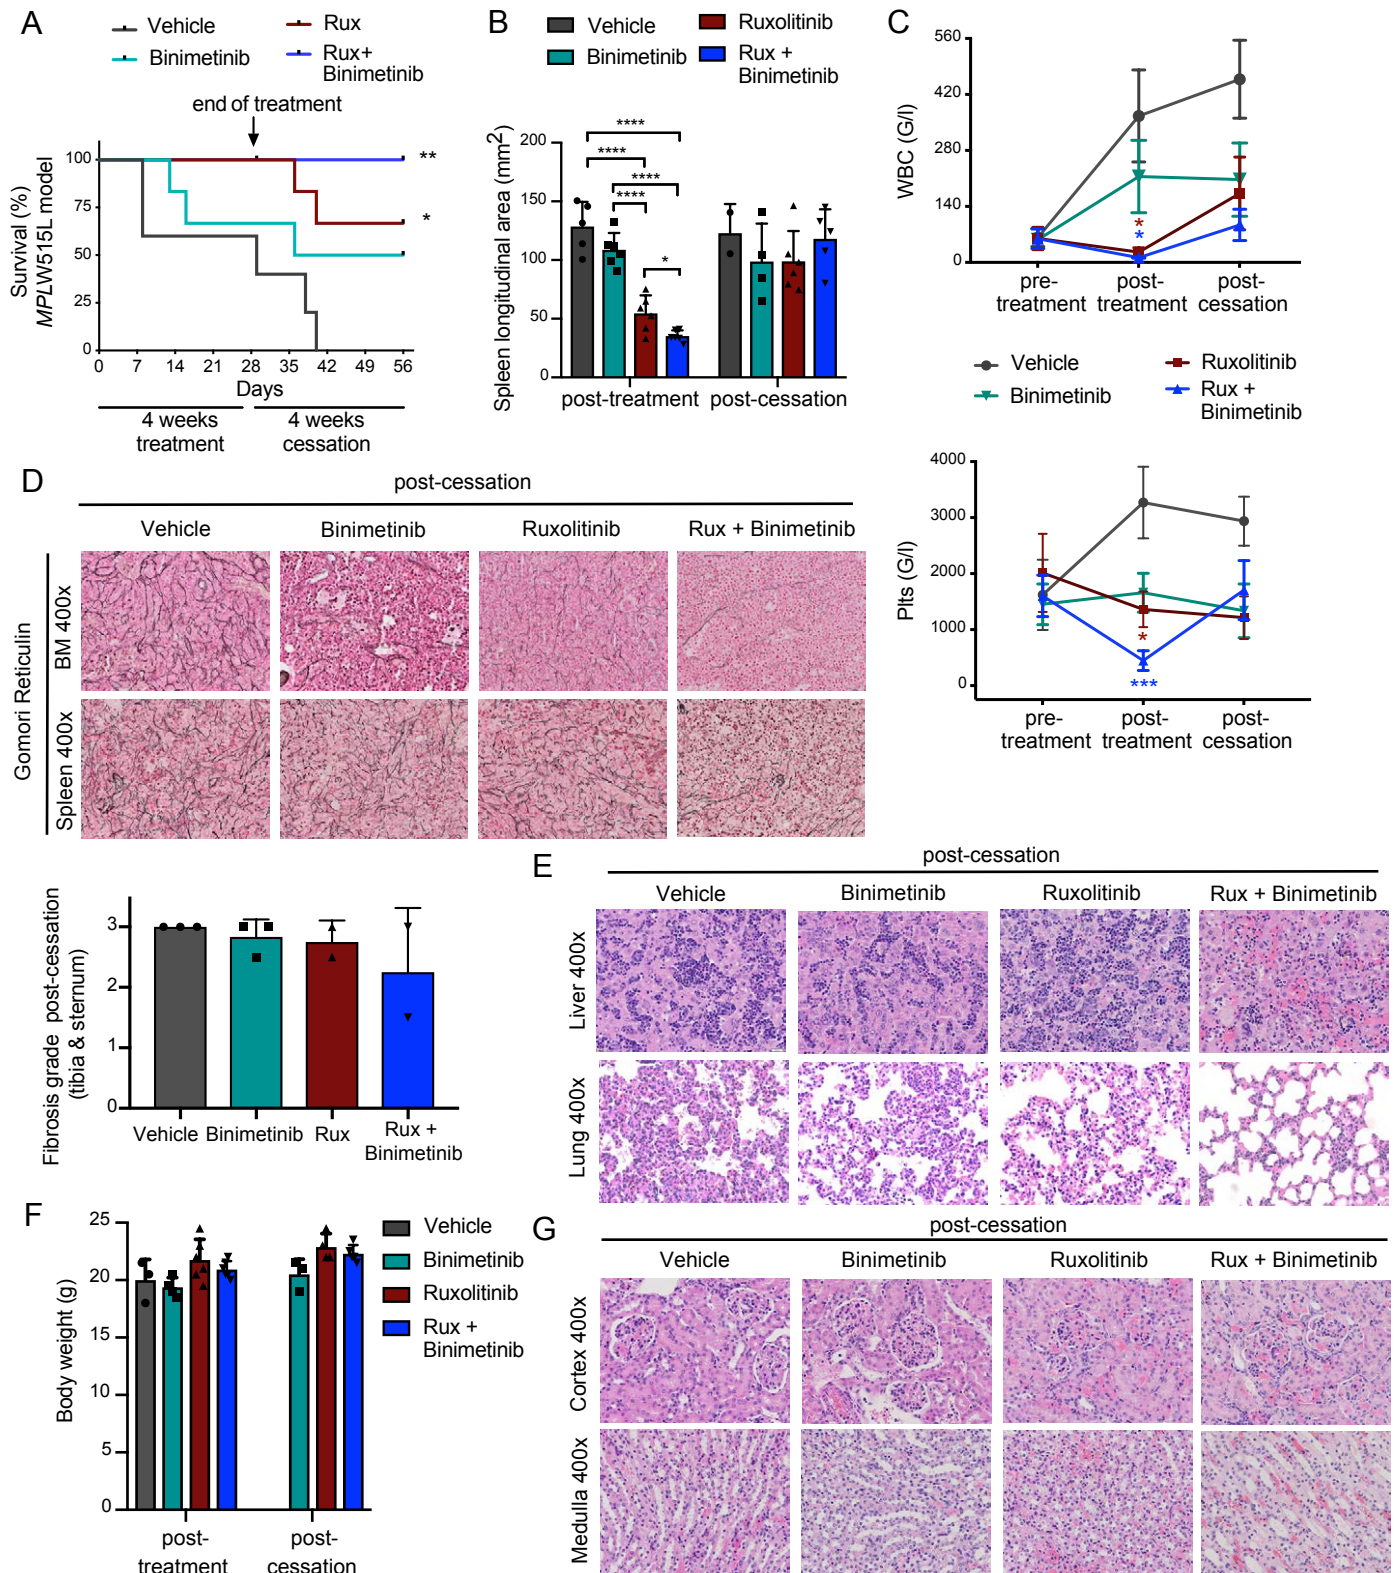 A
Vehicle
Rux
Binimetinib
Rux+
Binimetinib
end of treatment
Survival (%)
MPLW515L model
100
75
50
25
0
0 7 14 21 28 35 42 49 56
**
*
Days
4 weeks
treatment
4 weeks
cessation
B
Vehicle
Ruxolitinib
Binimetinib
Rux +
Binimetinib
Spleen longitudinal area (mm2)
200
150
100
50
0
****
****
****
****
*
post-treatment
post-cessation
C
WBC (G/l)
560
420
280
140
0
*
*
pre-
treatment
post-
treatment
post-
cessation
Vehicle
Ruxolitinib
Binimetinib
Rux +
Binimetinib
Plts (G/l)
4000
3000
2000
1000
0
*
***
pre-
treatment
post-
treatment
post-
cessation
D
post-cessation
Vehicle
Binimetinib
Ruxolitinib
Rux + Binimetinib
Gomori Reticulin
BM 400x
Spleen 400x
Fibrosis grade post-cessation
(tibia & sternum)
3
2
1
0
Vehicle
Binimetinib
Rux
Rux +
Binimetinib
E
post-cessation
Vehicle
Binimetinib
Ruxolitinib
Rux + Binimetinib
Liver 400x
Lung 400x
F
Vehicle
Binimetinib
Ruxolitinib
Rux +
Binimetinib
Body weight (g)
25
20
15
10
5
0
post-
treatment
post-
cessation
G
post-cessation
Vehicle
Binimetinib
Ruxolitinib
Rux + Binimetinib
Cortex 400x
Medulla 400x